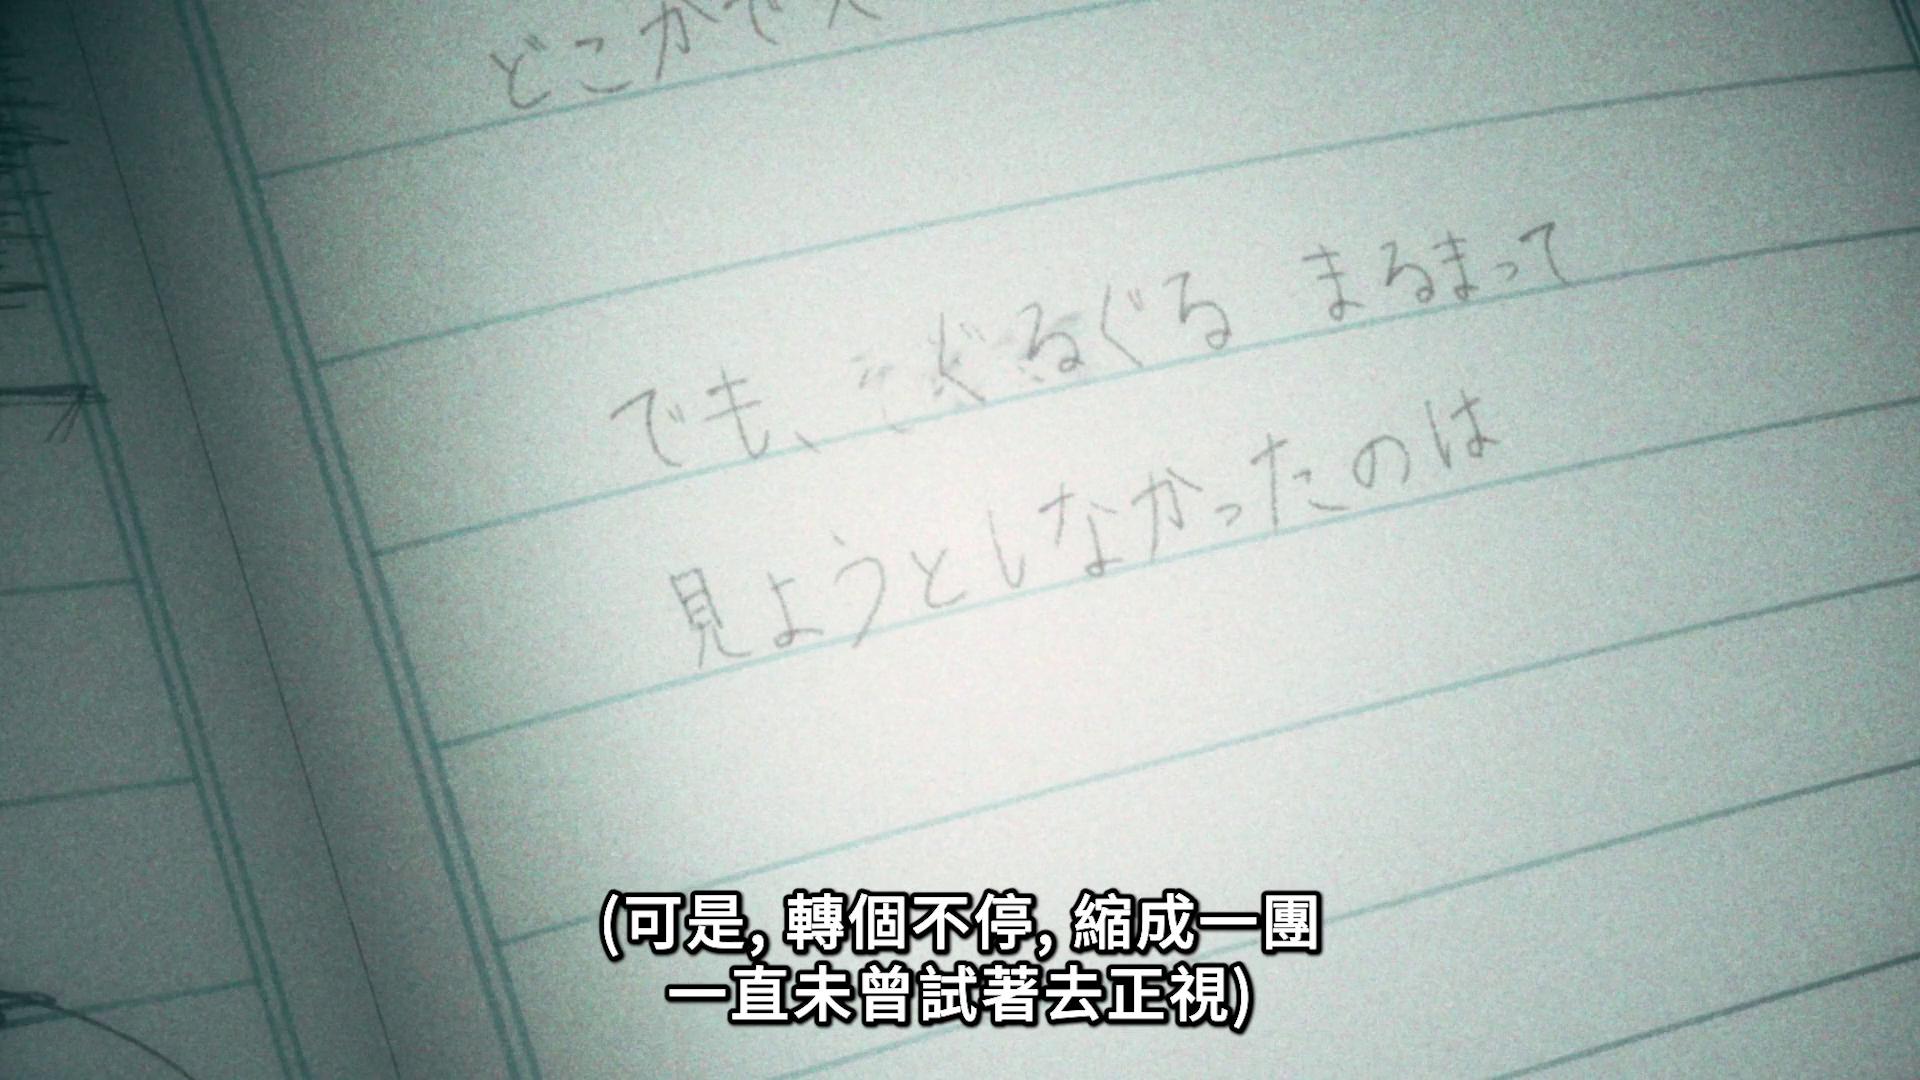 どこかで
でも、ぐるぐる まるまって
見ようとしなかったのは
(可是, 轉個不停, 縮成一團
一直未曾試著去正視)